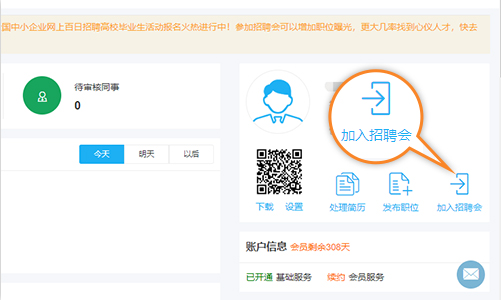 国中小企业网上百日招聘高校毕业生活动报名火热进行中！参加招聘会可以增加职位曝光，更大几率找到心仪人才，快去
待审核同事
0
加入招聘会
今天 明天 以后
下载 设置
处理简历 发布职位 加入招聘会
账户信息 会员剩余308天
已开通 基础服务 续约 会员服务